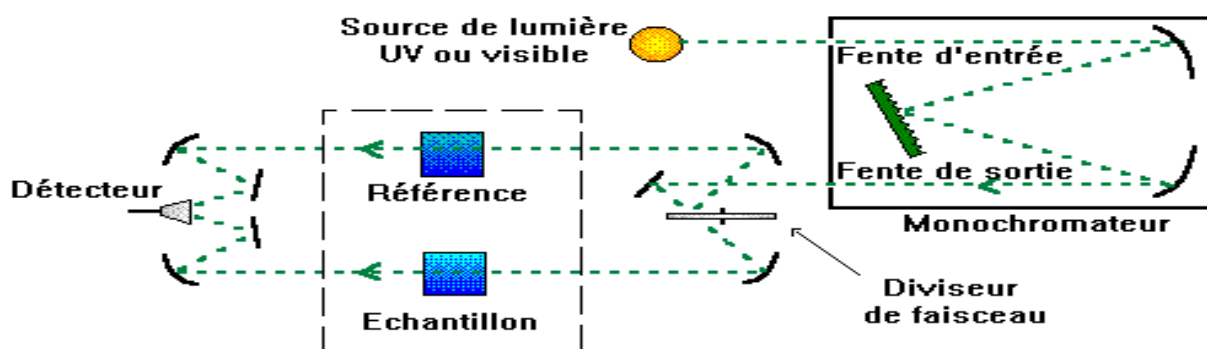 Source de lumière
UV ou visible
Fente d'entrée
Fente de sortie
Monochromateur
Détecteur
Référence
Echantillon
Diviseur
de faisceau